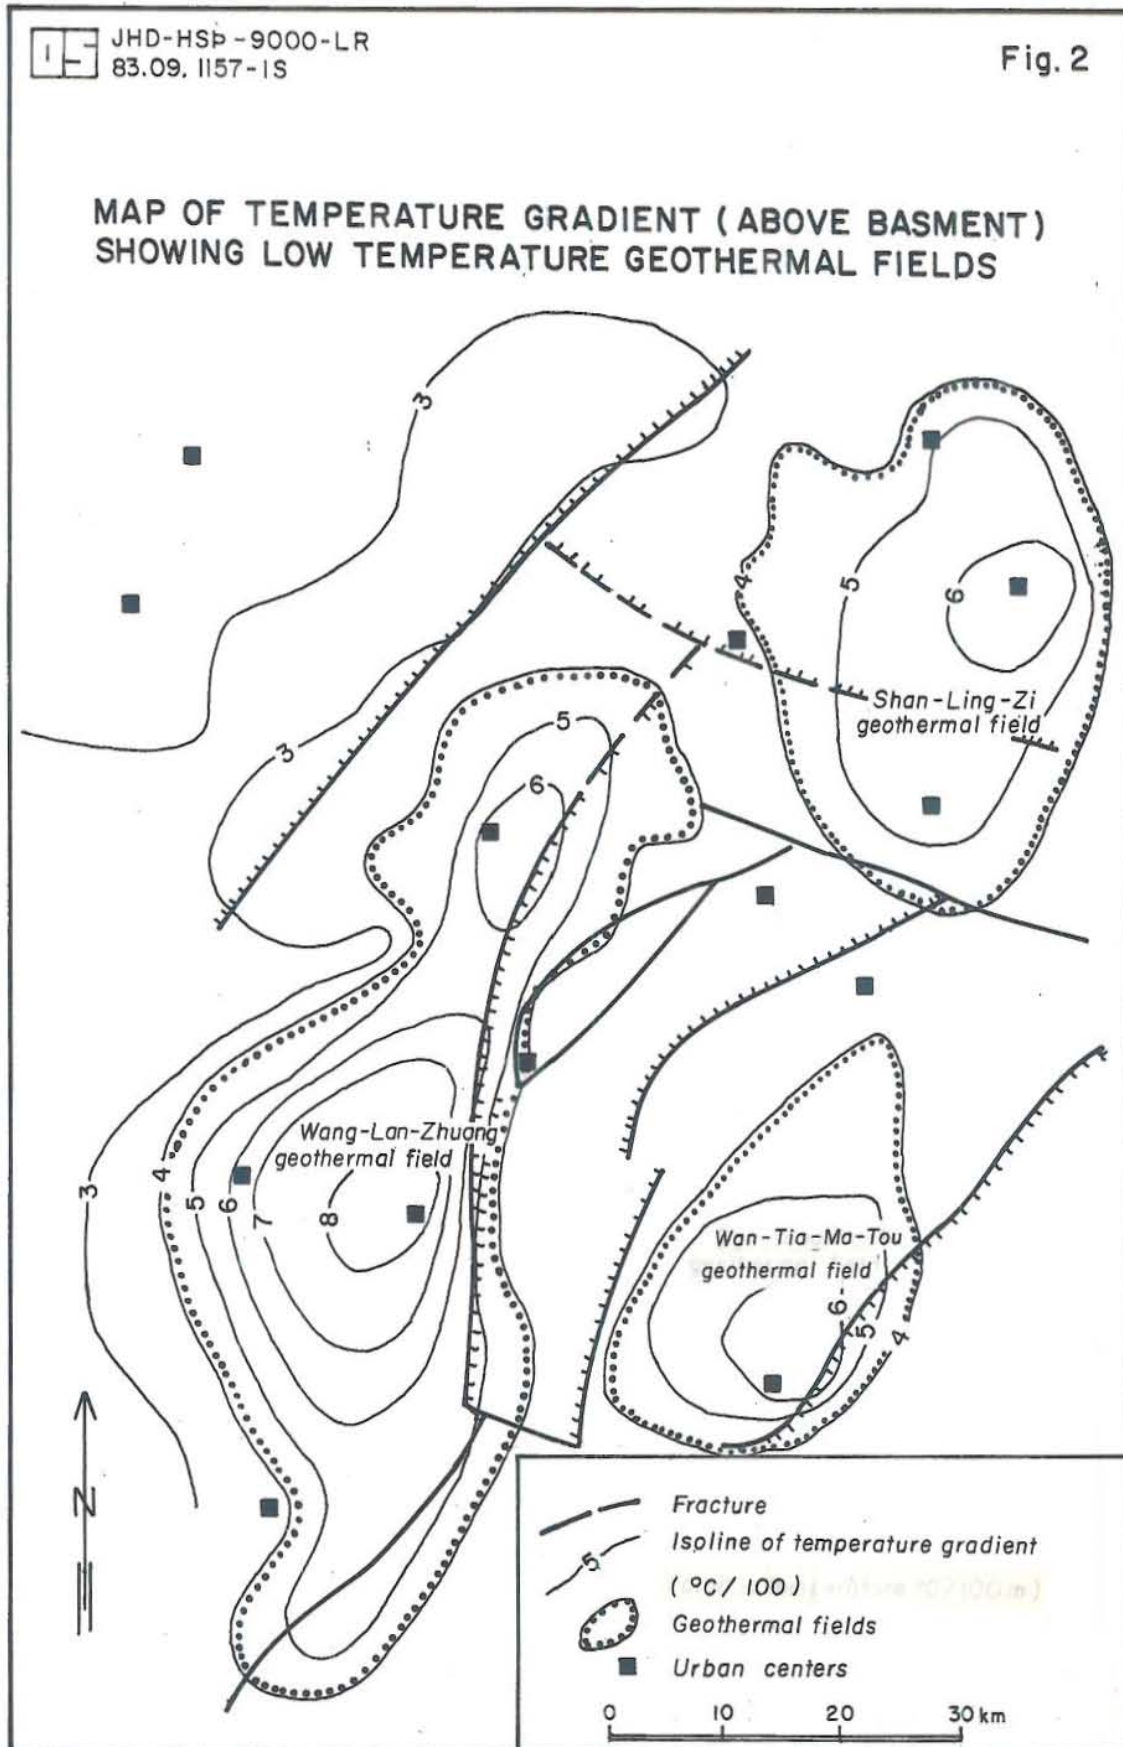 JHD-HSÞ-9000-LR
83.09.1157-IS
Fig. 2
MAP OF TEMPERATURE GRADIENT (ABOVE BASMENT)
SHOWING LOW TEMPERATURE GEOTHERMAL FIELDS
3
3
3
4
5
6
Shan-Ling-Zi
geothermal field
5
6
Wang-Lan-Zhuang
geothermal field
3
4
5
6
7
8
Wan-Tia-Ma-Tou
geothermal field
6
5
4
N
Fracture
5
Isoline of temperature gradient
(°C/100)
Geothermal fields
Urban centers
0 10 20 30 km